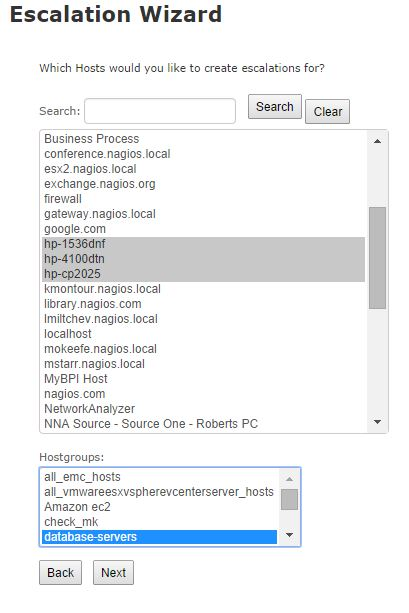 Escalation Wizard
Which Hosts would you like to create escalations for?
Search: Search Clear
Business Process
conference.nagios.local
esx2.nagios.local
exchange.nagios.org
firewall
gateway.nagios.local
google.com
hp-1536dnf
hp-4100dtn
hp-cp2025
kmontour.nagios.local
library.nagios.com
lmiltchev.nagios.local
localhost
mokeefe.nagios.local
mstarr.nagios.local
MyBPI Host
nagios.com
NetworkAnalyzer
NNA Source - Source One - Roberts PC
Hostgroups:
all_emc_hosts
all_vmwareesxvspherevcenterserver_hosts
Amazon ec2
check_mk
database-servers
Back Next